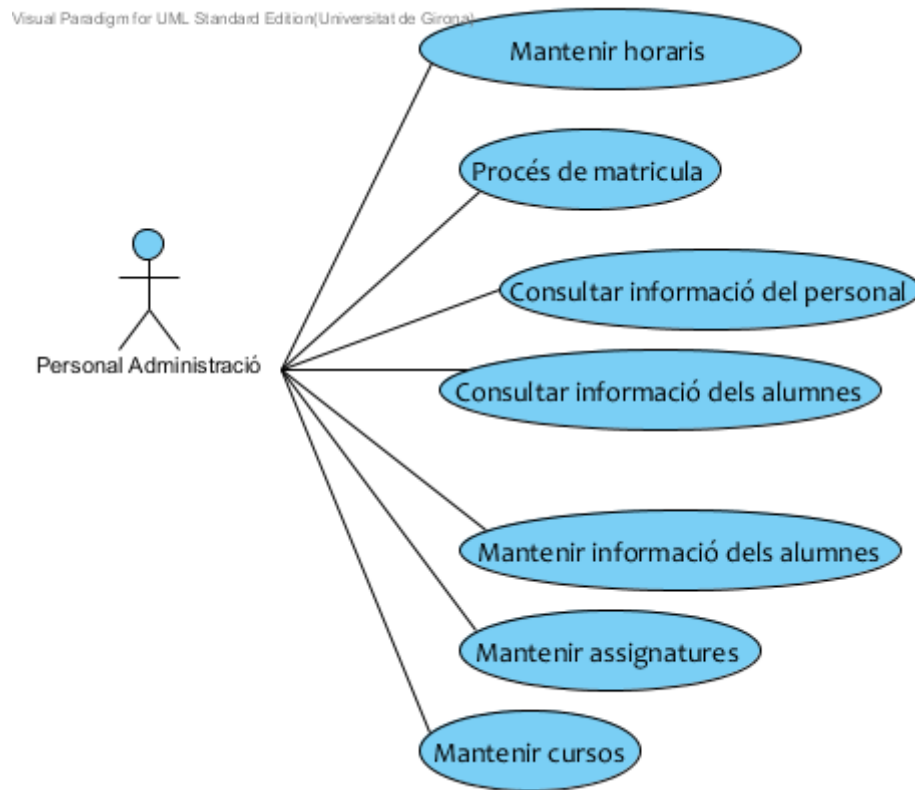 Visual Paradigm for UML Standard Edition(Universitat de Girona)
Mantenir horaris
Procés de matricula
Consultar informació del personal
Personal Administració
Consultar informació dels alumnes
Mantenir informació dels alumnes
Mantenir assignatures
Mantenir cursos